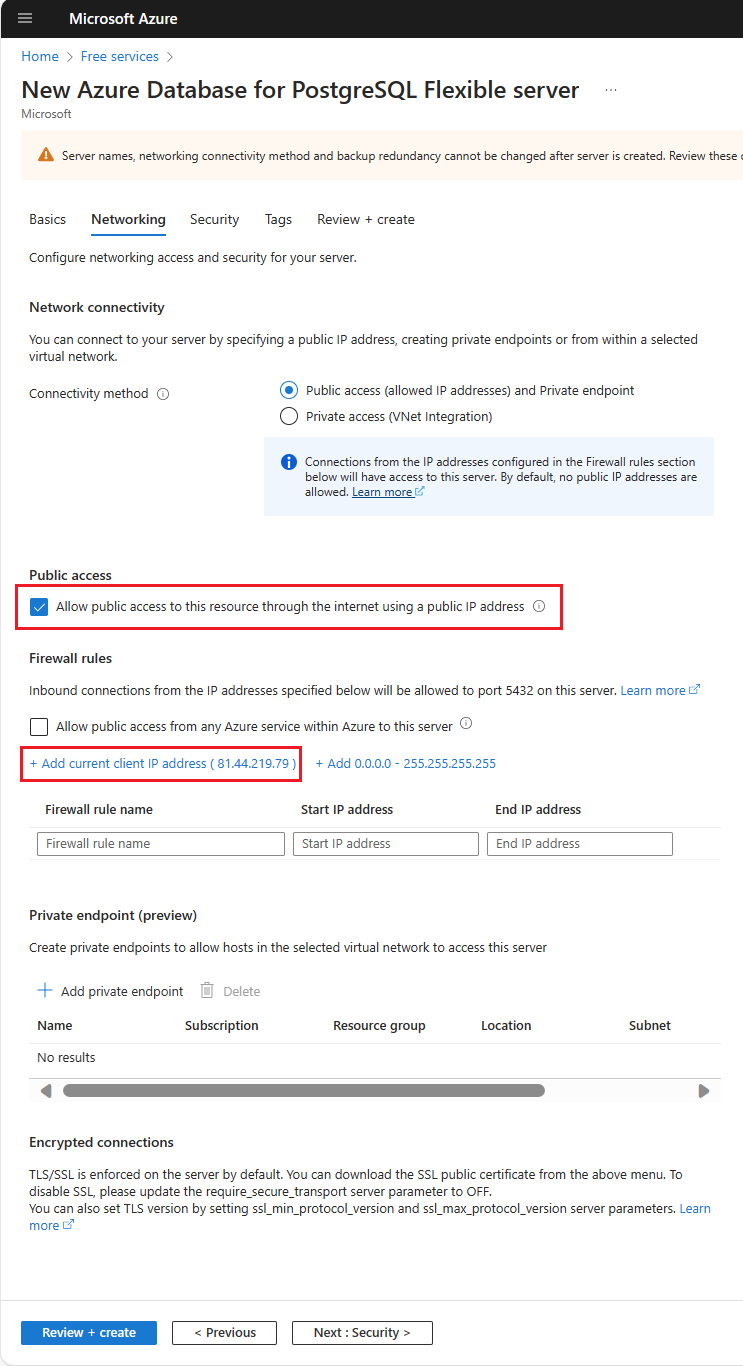 Microsoft Azure
Home > Free services >
New Azure Database for PostgreSQL Flexible server ...
Microsoft
Server names, networking connectivity method and backup redundancy cannot be changed after server is created. Review these
Basics Networking Security Tags Review + create
Configure networking access and security for your server.
Network connectivity
You can connect to your server by specifying a public IP address, creating private endpoints or from within a selected
virtual network.
Connectivity method
Public access (allowed IP addresses) and Private endpoint
Private access (VNet Integration)
Connections from the IP addresses configured in the Firewall rules section
below will have access to this server. By default, no public IP addresses are
allowed. Learn more
Public access
Allow public access to this resource through the internet using a public IP address
Firewall rules
Inbound connections from the IP addresses specified below will be allowed to port 5432 on this server. Learn more
Allow public access from any Azure service within Azure to this server
+ Add current client IP address ( 81.44.219.79 ) + Add 0.0.0.0 - 255.255.255.255
Firewall rule name Start IP address End IP address
Firewall rule name Start IP address End IP address
Private endpoint (preview)
Create private endpoints to allow hosts in the selected virtual network to access this server
+ Add private endpoint Delete
Name Subscription Resource group Location Subnet
No results
Encrypted connections
TLS/SSL is enforced on the server by default. You can download the SSL public certificate from the above menu. To
disable SSL, please update the require_secure_transport server parameter to OFF.
You can also set TLS version by setting ssl_min_protocol_version and ssl_max_protocol_version server parameters. Learn
more
Review + create < Previous Next : Security >